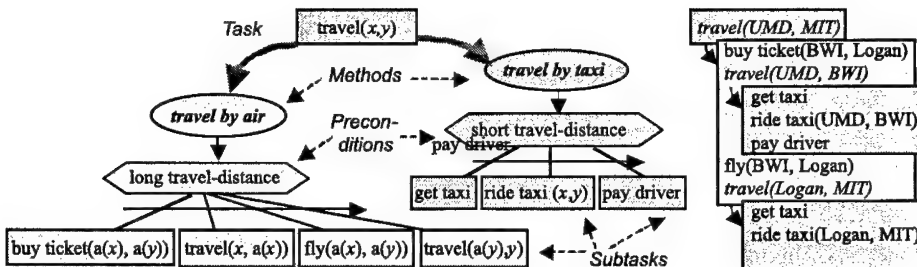 Task
travel(x,y)
Methods
travel by taxi
travel by air
Precon-
ditions
short travel-distance
pay driver
long travel-distance
get taxi
ride taxi (x,y)
pay driver
buy ticket(a(x), a(y))
travel(x, a(x))
fly(a(x), a(y))
travel(a(y),y)
Subtasks
travel(UMD, MIT)
buy ticket(BWI, Logan)
travel(UMD, BWI)
get taxi
ride taxi(UMD, BWI)
pay driver
fly(BWI, Logan)
travel(Logan, MIT)
get taxi
ride taxi(Logan, MIT)